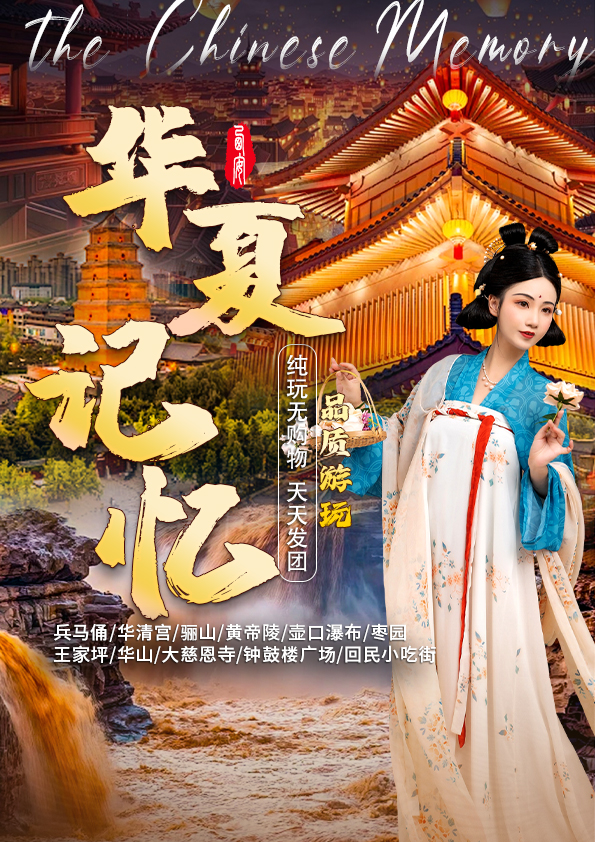 the Chinese Memory
华夏记忆
西安
纯玩无购物 天天发团
品质游玩
兵马俑/华清宫/骊山/黄帝陵/壶口瀑布/枣园
王家坪/华山/大慈恩寺/钟鼓楼广场/回民小吃街